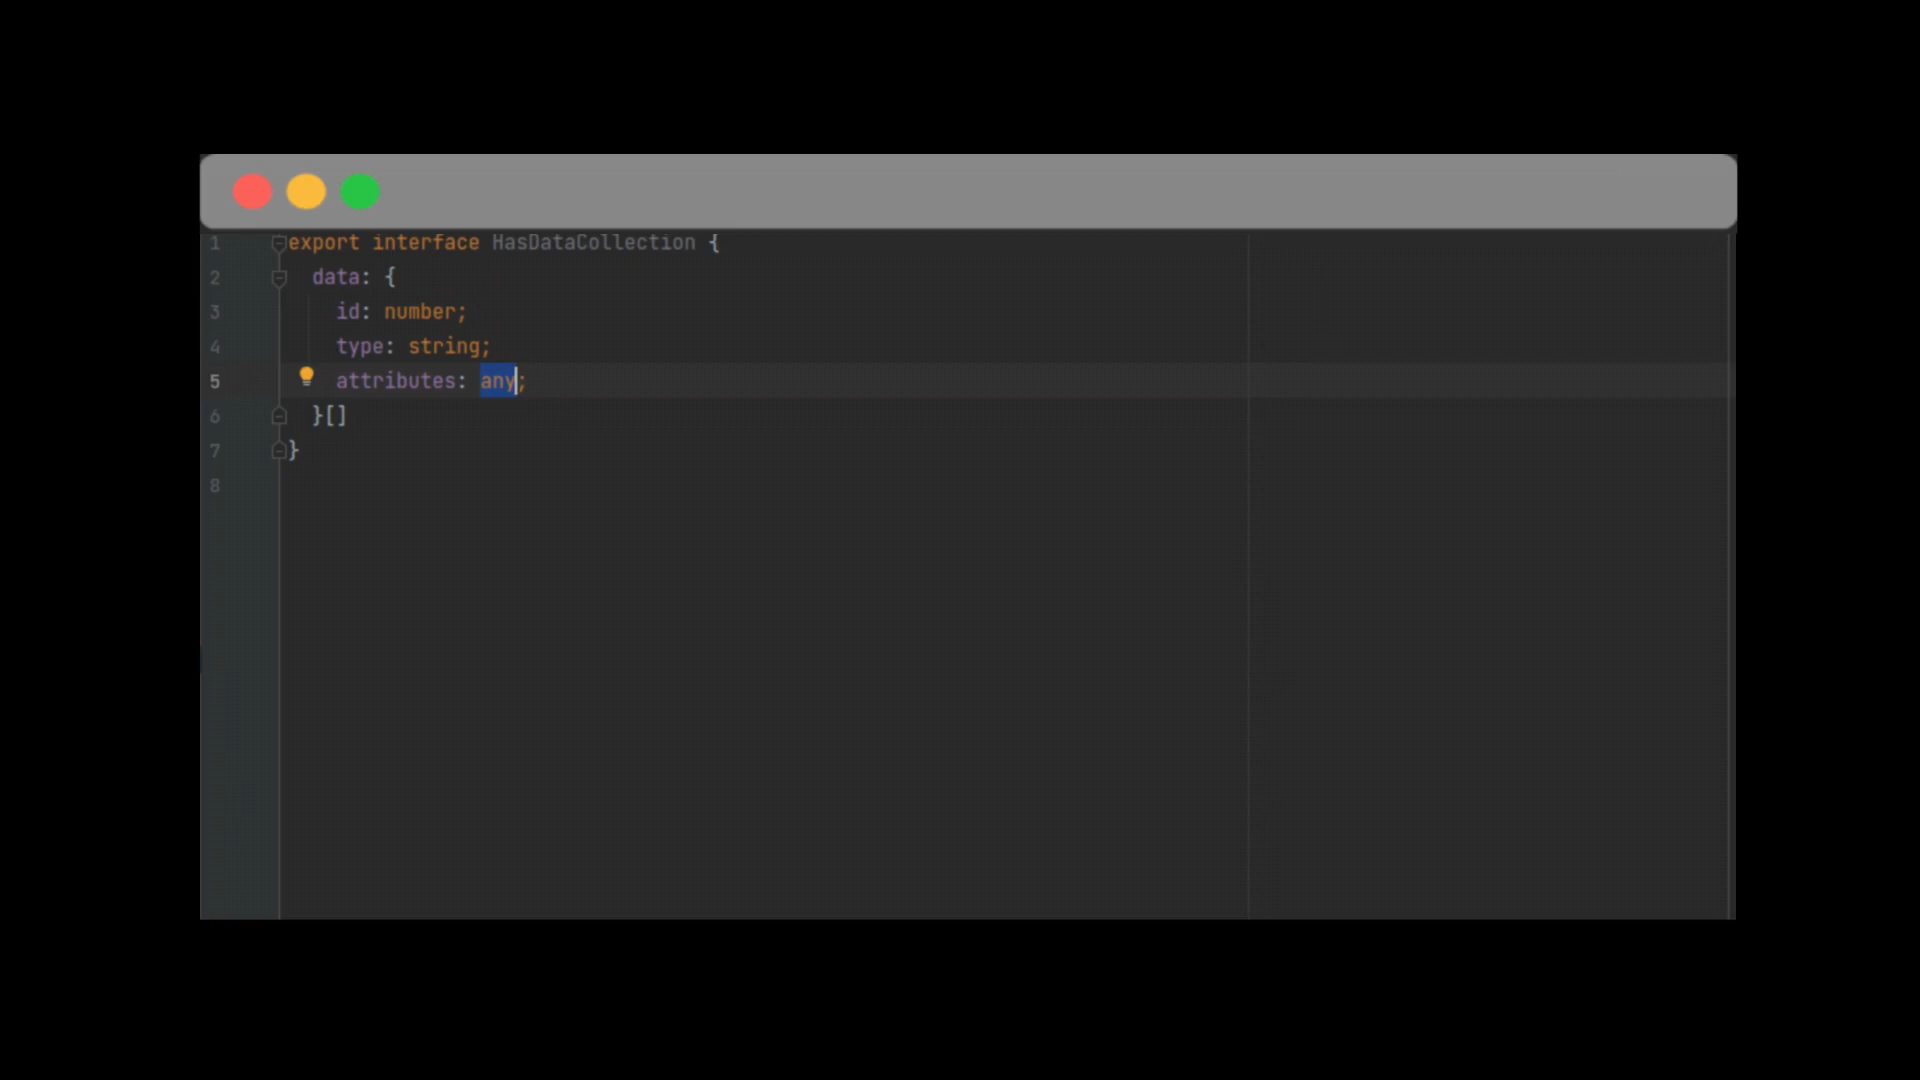 1 export interface HasDataCollection {
2 data: {
3 id: number;
4 type: string;
5 attributes: any;
6 }[]
7 }
8